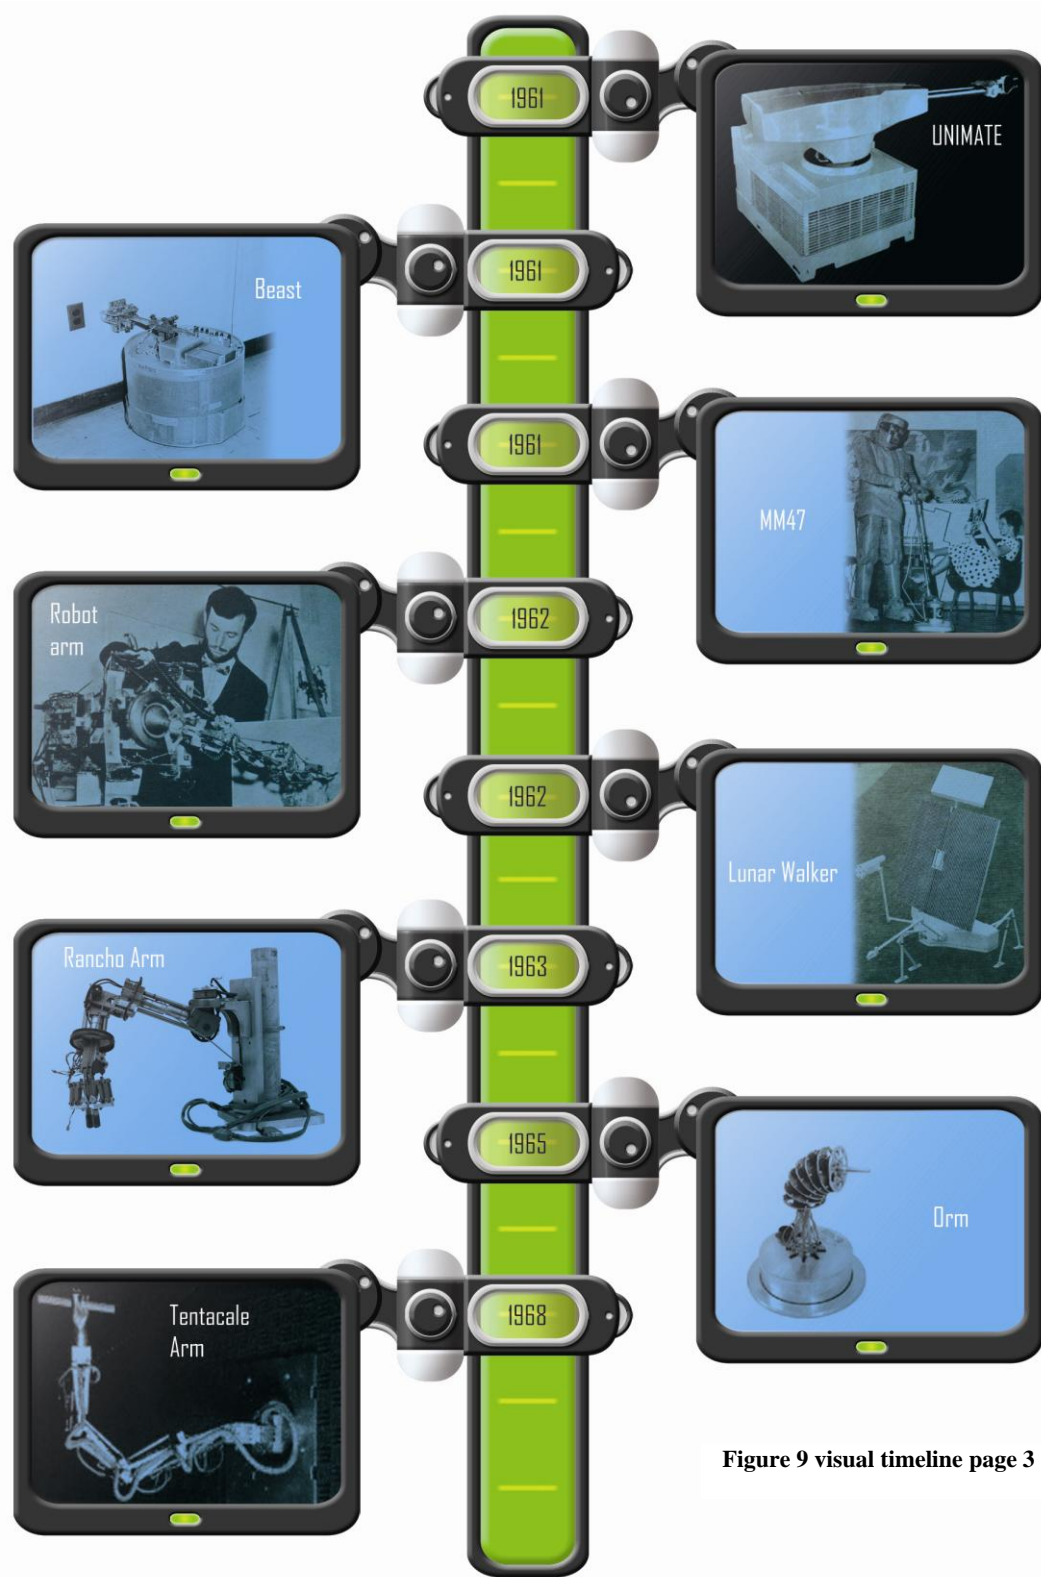 1961
UNIMATE
1961
Beast
1961
MM47
1962
Robot
arm
1962
Lunar Walker
1963
Rancho Arm
1965
Orm
1968
Tentacale
Arm
Figure 9 visual timeline page 3